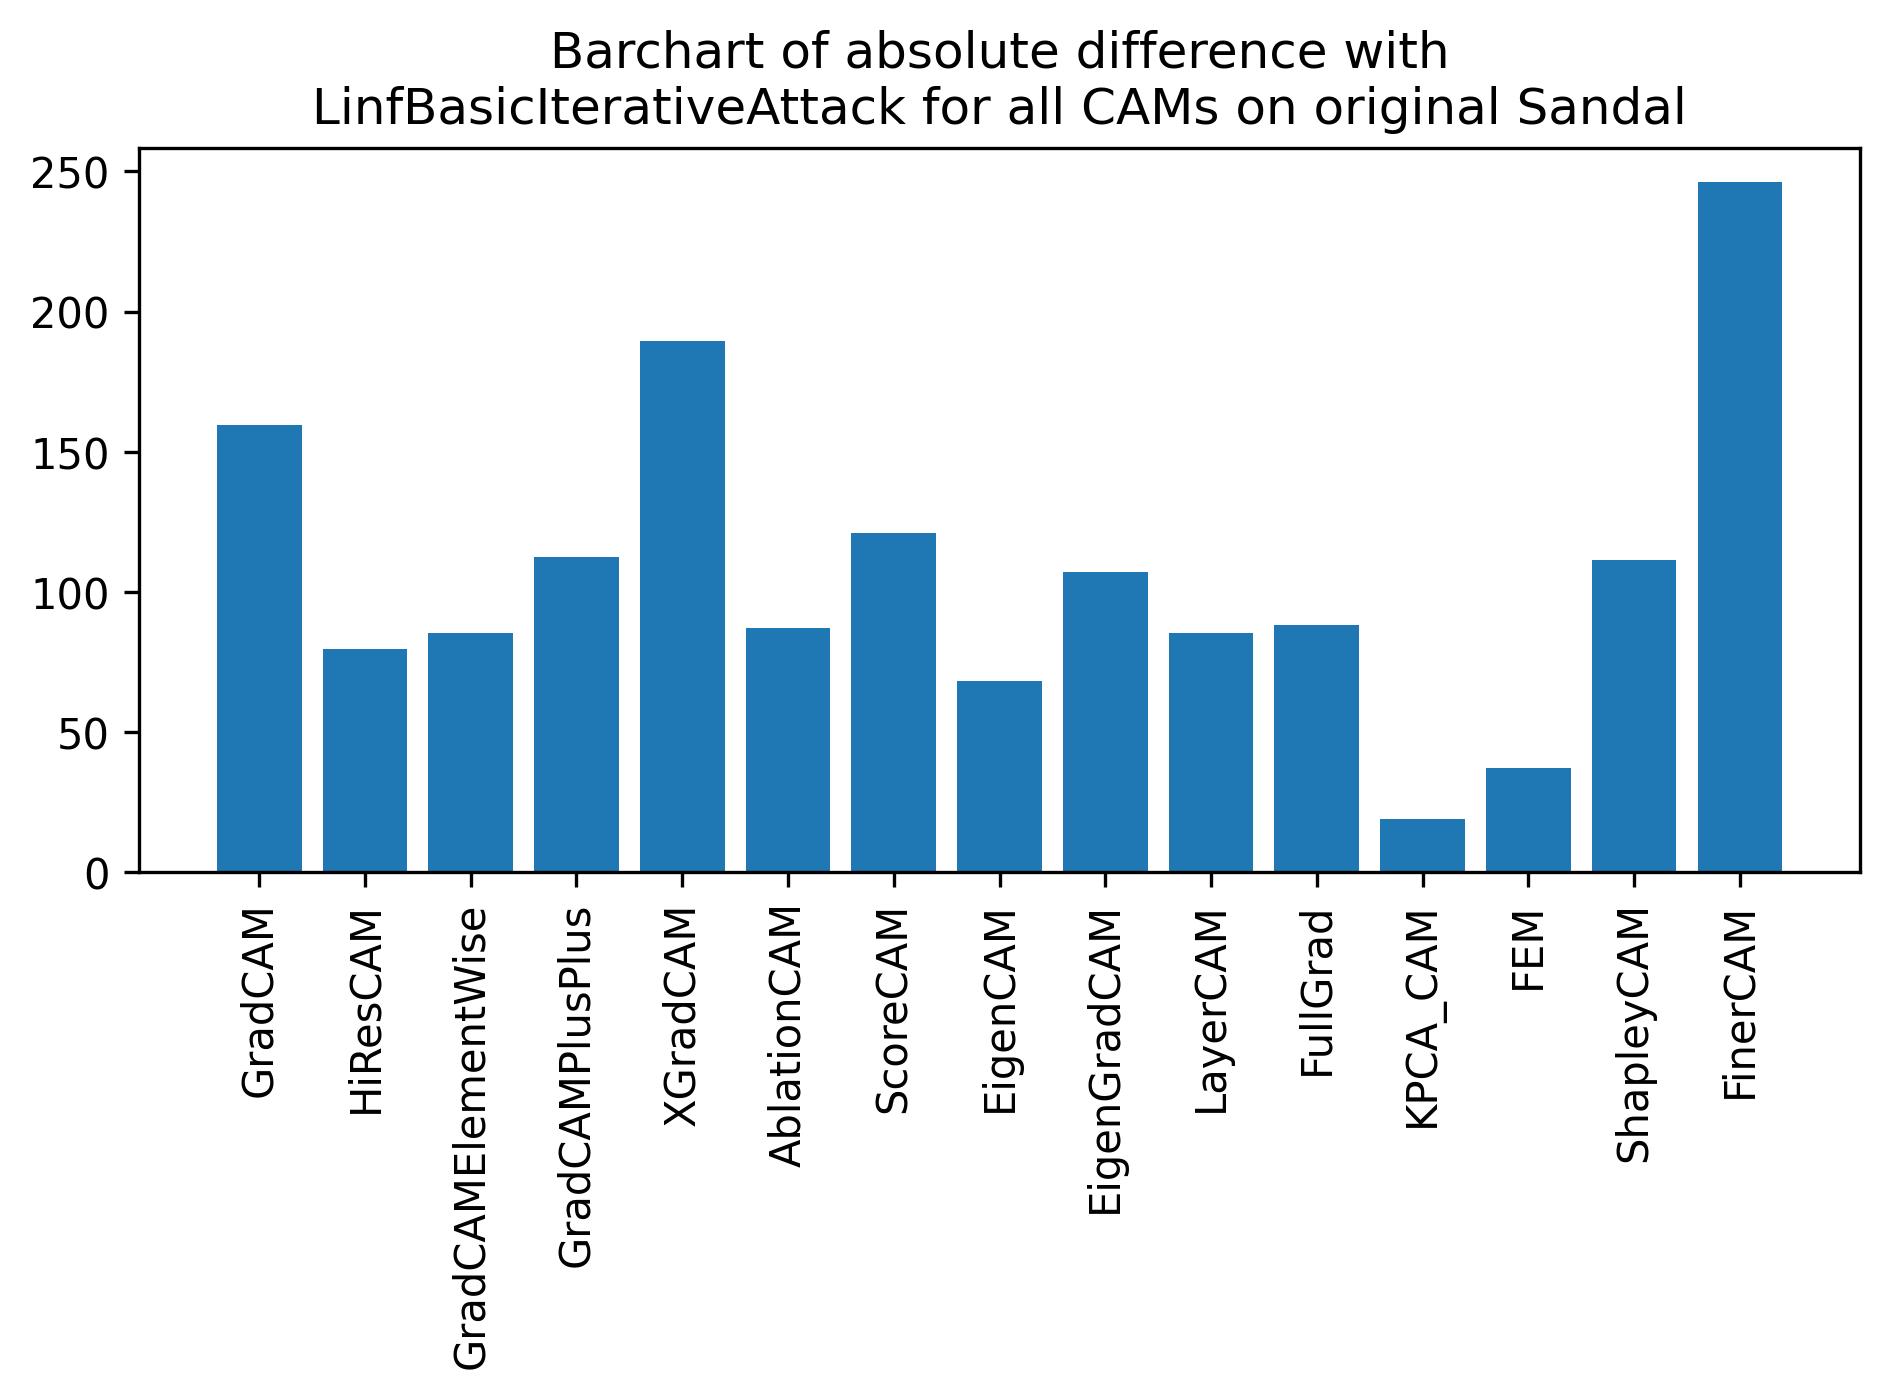 Barchart of absolute difference with
LinfBasicIterativeAttack for all CAMs on original Sandal
250
200
150
100
50
0
GradCAM
HiResCAM
GradCAMElementWise
GradCAMPlusPlus
XGradCAM
AblationCAM
ScoreCAM
EigenCAM
EigenGradCAM
LayerCAM
FullGrad
KPCA_CAM
FEM
ShapleyCAM
FinerCAM